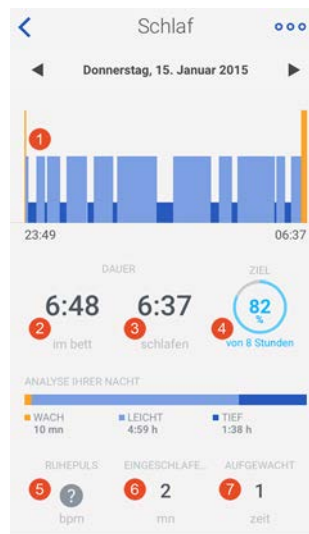 Schlaf
Donnerstag, 15. Januar 2015
1
23:49 06:37
DAUER ZIEL
6:48 6:37 82 %
2 3 4
im bett schlafen von 8 Stunden
ANALYSE IHRER NACHT
WACH LEICHT TIEF
10 mn 4:59 h 1:38 h
RUHEPULS EINGESCHLAFE... AUFGEWACHT
5 ? 6 2 7 1
bpm mn zeit